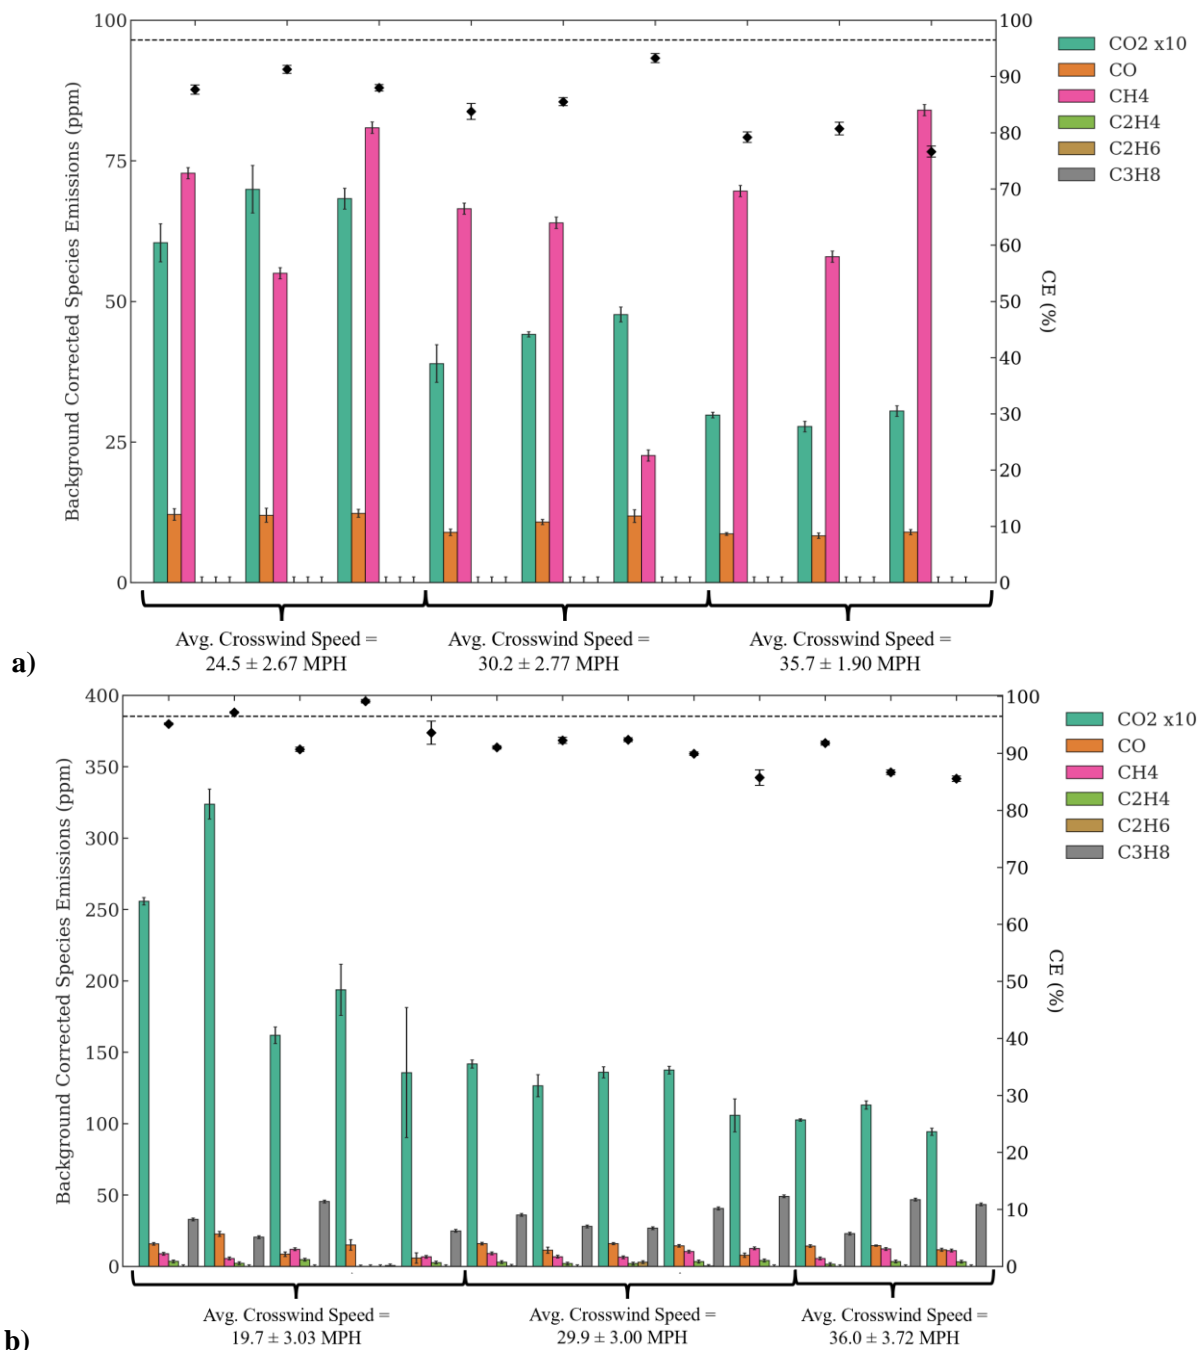 Background Corrected Species Emissions (ppm)
100
75
50
25
0
100
90
80
70
60
50
40
30
20
10
0
CE (%)
CO2 x10
CO
CH4
C2H4
C2H6
C3H8
Avg. Crosswind Speed =
24.5 ± 2.67 MPH
Avg. Crosswind Speed =
30.2 ± 2.77 MPH
Avg. Crosswind Speed =
35.7 ± 1.90 MPH
a)
Background Corrected Species Emissions (ppm)
400
350
300
250
200
150
100
50
0
100
90
80
70
60
50
40
30
20
10
0
CE (%)
CO2 x10
CO
CH4
C2H4
C2H6
C3H8
Avg. Crosswind Speed =
19.7 ± 3.03 MPH
Avg. Crosswind Speed =
29.9 ± 3.00 MPH
Avg. Crosswind Speed =
36.0 ± 3.72 MPH
b)